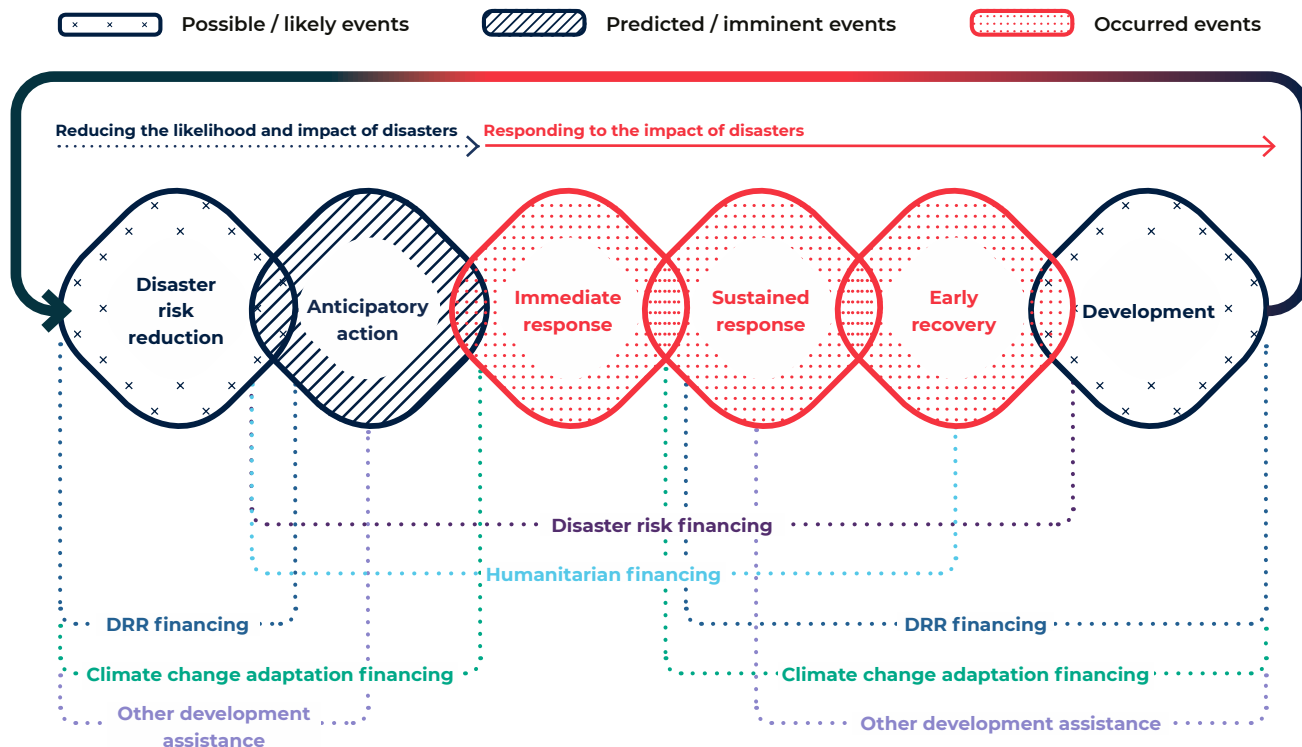 Possible / likely events
Predicted / imminent events
Occurred events
Reducing the likelihood and impact of disasters
Responding to the impact of disasters
Disaster
risk
reduction
Anticipatory
action
Immediate
response
Sustained
response
Early
recovery
Development
Disaster risk financing
Humanitarian financing
DRR financing
DRR financing
Climate change adaptation financing
Climate change adaptation financing
Other development
assistance
Other development assistance